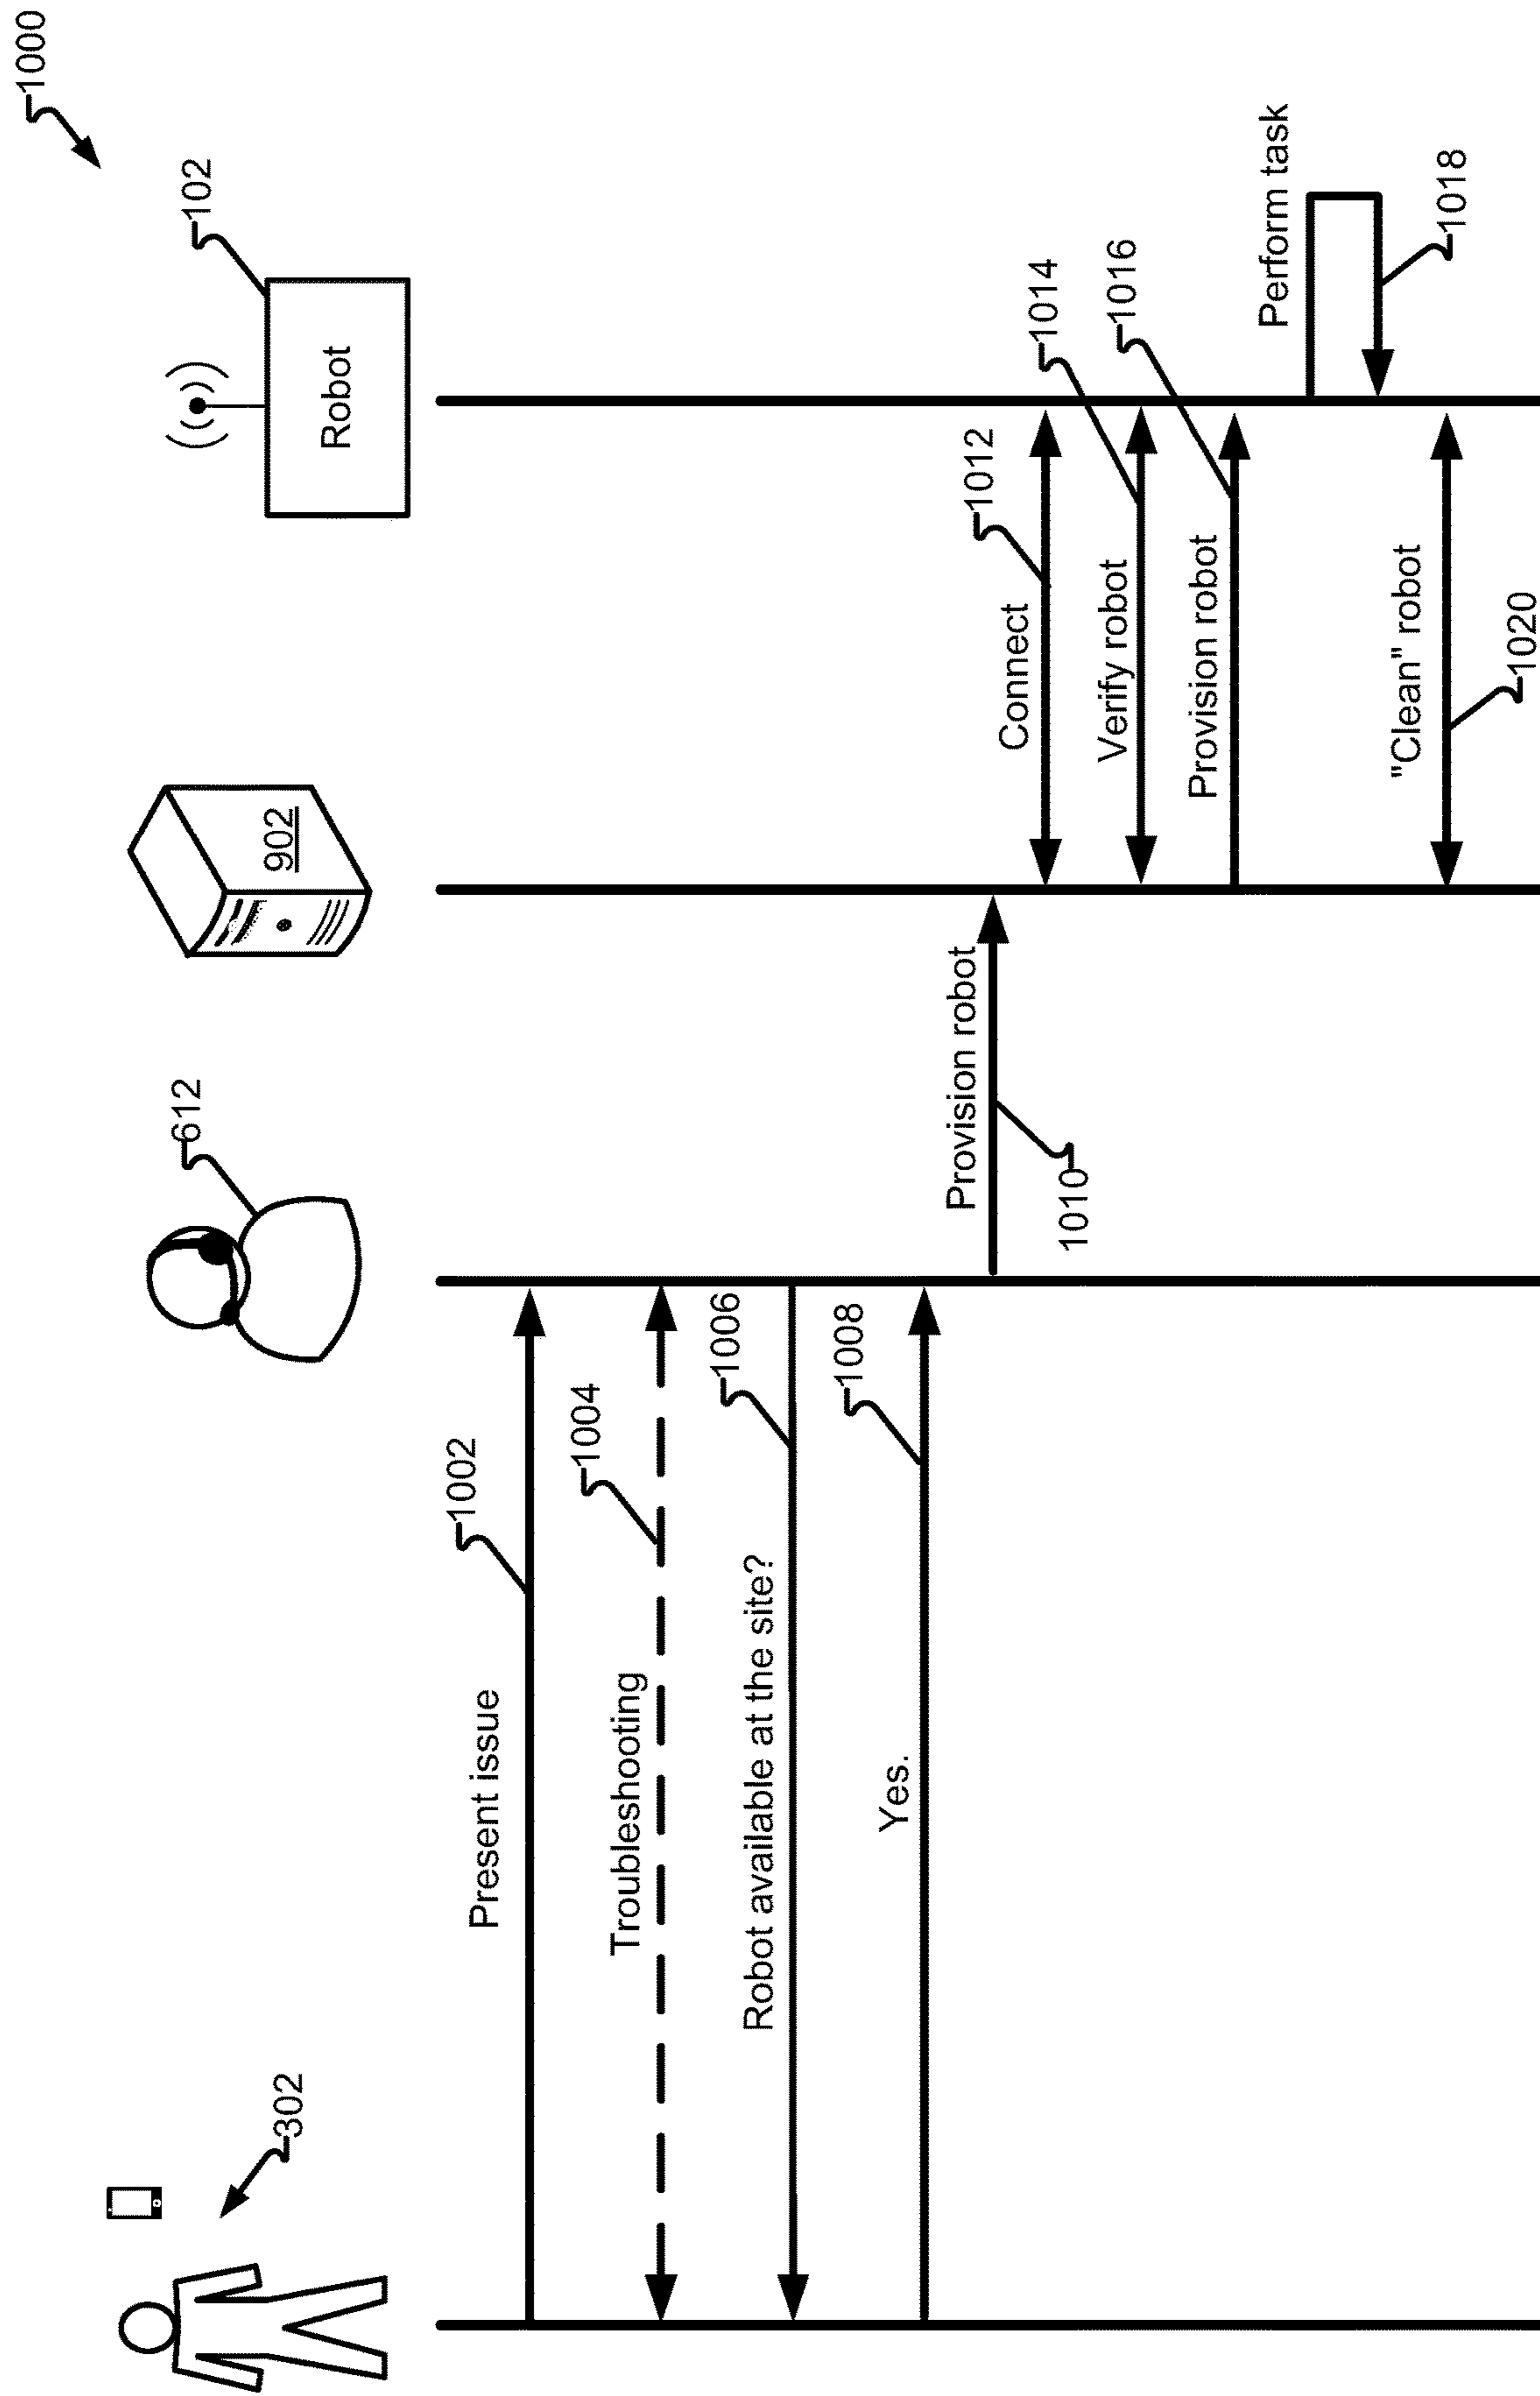 1000
302
612
902
102
Robot
Present issue
1002
Troubleshooting
1004
Robot available at the site?
1006
Yes.
1008
Provision robot
1010
Connect
1012
Verify robot
1014
Provision robot
1016
Perform task
1018
"Clean" robot
1020